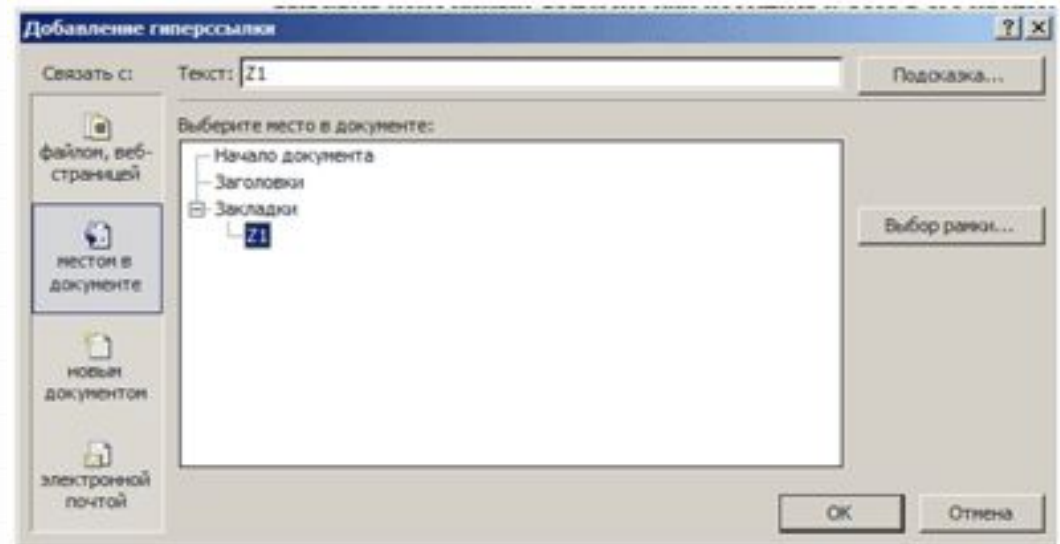 Добавление гиперссылки
Связать с:
Текст: Z1
Подсказка...
файлом, веб-
страницей
местом в
документе
новым
документом
электронной
почтой
Выберите место в документе:
Начало документа
Заголовки
Закладки
Z1
Выбор рамки...
ОК
Отмена